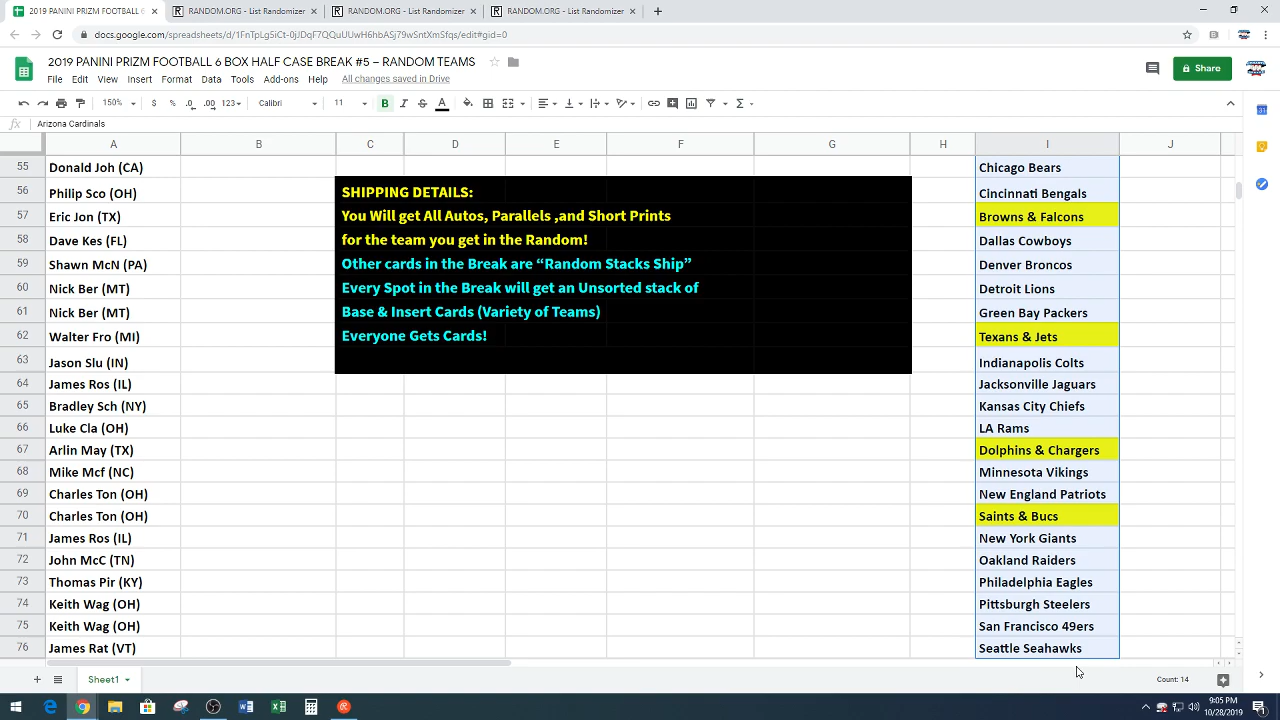 2019 PANINI PRIZM FOOTBALL 6
RANDOM.ORG - List Randomizer
RANDOM.ORG - List Randomizer
RANDOM.ORG - List Randomizer
2019 PANINI PRIZM FOOTBALL 6 BOX HALF CASE BREAK #5 – RANDOM TEAMS
File Edit View Insert Format Data Tools Add-ons Help All changes saved in Drive
Share
150% $ % .0 .00 123 Calibri 11 B I S A
fx Arizona Cardinals
A B C D E F G H I J
55 Donald Joh (CA) Chicago Bears
56 Philip Sco (OH) Cincinnati Bengals
57 Eric Jon (TX) Browns & Falcons
58 Dave Kes (FL) Dallas Cowboys
59 Shawn McN (PA) Denver Broncos
60 Nick Ber (MT) Detroit Lions
61 Nick Ber (MT) Green Bay Packers
62 Walter Fro (MI) Texans & Jets
63 Jason Slu (IN) Indianapolis Colts
64 James Ros (IL) Jacksonville Jaguars
65 Bradley Sch (NY) Kansas City Chiefs
66 Luke Cla (OH) LA Rams
67 Arlin May (TX) Dolphins & Chargers
68 Mike Mcf (NC) Minnesota Vikings
69 Charles Ton (OH) New England Patriots
70 Charles Ton (OH) Saints & Bucs
71 James Ros (IL) New York Giants
72 John McC (TN) Oakland Raiders
73 Thomas Pir (KY) Philadelphia Eagles
74 Keith Wag (OH) Pittsburgh Steelers
75 Keith Wag (OH) San Francisco 49ers
76 James Rat (VT) Seattle Seahawks
SHIPPING DETAILS:
You Will get All Autos, Parallels ,and Short Prints
for the team you get in the Random!
Other cards in the Break are “Random Stacks Ship”
Every Spot in the Break will get an Unsorted stack of
Base & Insert Cards (Variety of Teams)
Everyone Gets Cards!
Sheet1
Count: 14
9:05 PM
10/28/2019